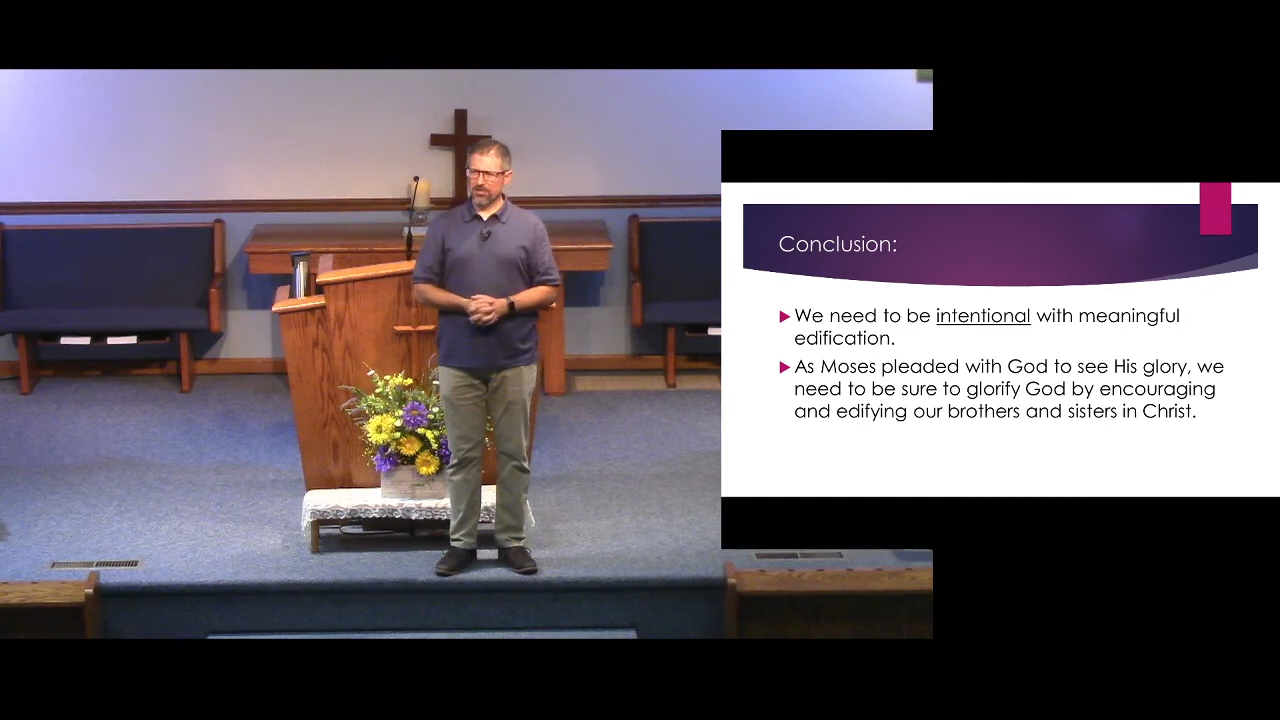 Conclusion:
We need to be intentional with meaningful
edification.
As Moses pleaded with God to see His glory, we
need to be sure to glorify God by encouraging
and edifying our brothers and sisters in Christ.